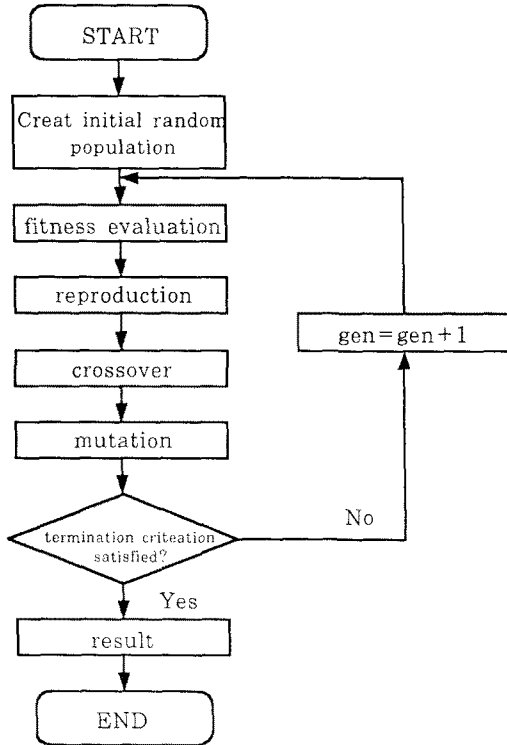 START
Creat initial random
population
fitness evaluation
reproduction
gen=gen+1
crossover
mutation
No
termination criteation
satisfied?
Yes
result
END